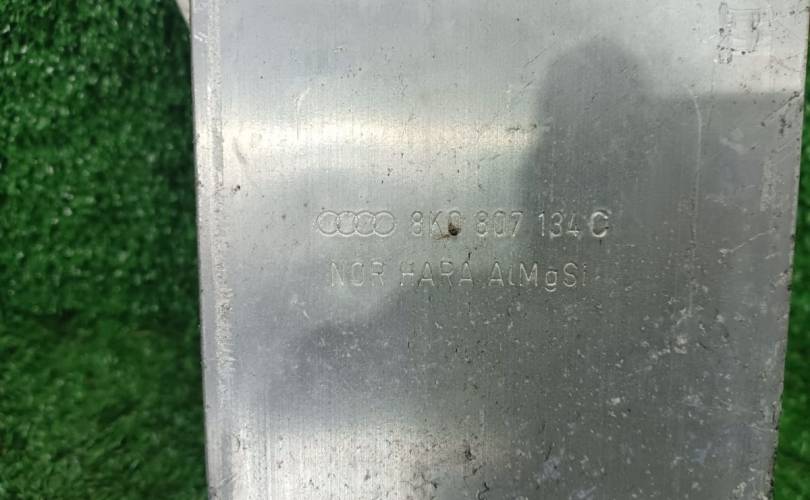 8K0 807 134 C
NOR HARA AlMgSi